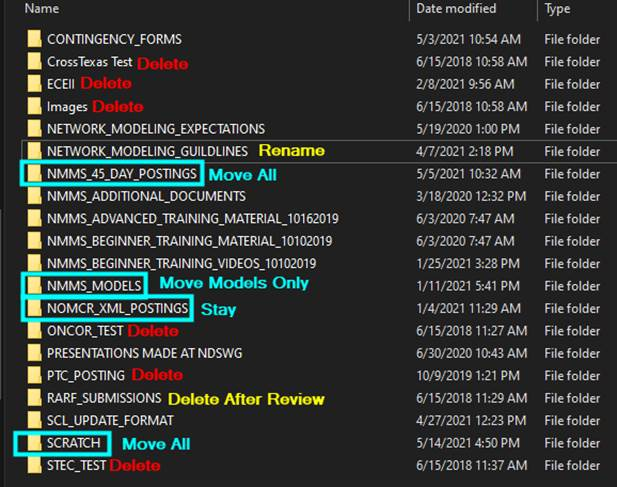 Name Date modified Type
CONTINGENCY_FORMS 5/3/2021 10:54 AM File folder
CrossTexas Test Delete 6/15/2018 10:58 AM File folder
ECEII Delete 2/8/2021 9:56 AM File folder
Images Delete 6/15/2018 10:58 AM File folder
NETWORK_MODELING_EXPECTATIONS 5/19/2020 1:00 PM File folder
NETWORK_MODELING_GUILDLINES Rename 4/7/2021 2:18 PM File folder
NMMS_45_DAY_POSTINGS Move All 5/5/2021 10:32 AM File folder
NMMS_ADDITIONAL_DOCUMENTS 3/18/2020 12:32 PM File folder
NMMS_ADVANCED_TRAINING_MATERIAL_10162019 6/3/2020 7:47 AM File folder
NMMS_BEGINNER_TRAINING_MATERIAL_10102019 6/3/2020 7:47 AM File folder
NMMS_BEGINNER_TRAINING_VIDEOS_10102019 1/25/2021 3:28 PM File folder
NMMS_MODELS Move Models Only 1/11/2021 5:41 PM File folder
NOMCR_XML_POSTINGS Stay 1/4/2021 11:29 AM File folder
ONCOR_TEST Delete 6/15/2018 11:27 AM File folder
PRESENTATIONS MADE AT NDSWG 6/30/2020 10:43 AM File folder
PTC_POSTING Delete 10/9/2019 1:21 PM File folder
RARF_SUBMISSIONS Delete After Review 6/15/2018 11:29 AM File folder
SCL_UPDATE_FORMAT 4/27/2021 12:23 PM File folder
SCRATCH Move All 5/14/2021 4:50 PM File folder
STEC_TEST Delete 6/15/2018 11:37 AM File folder